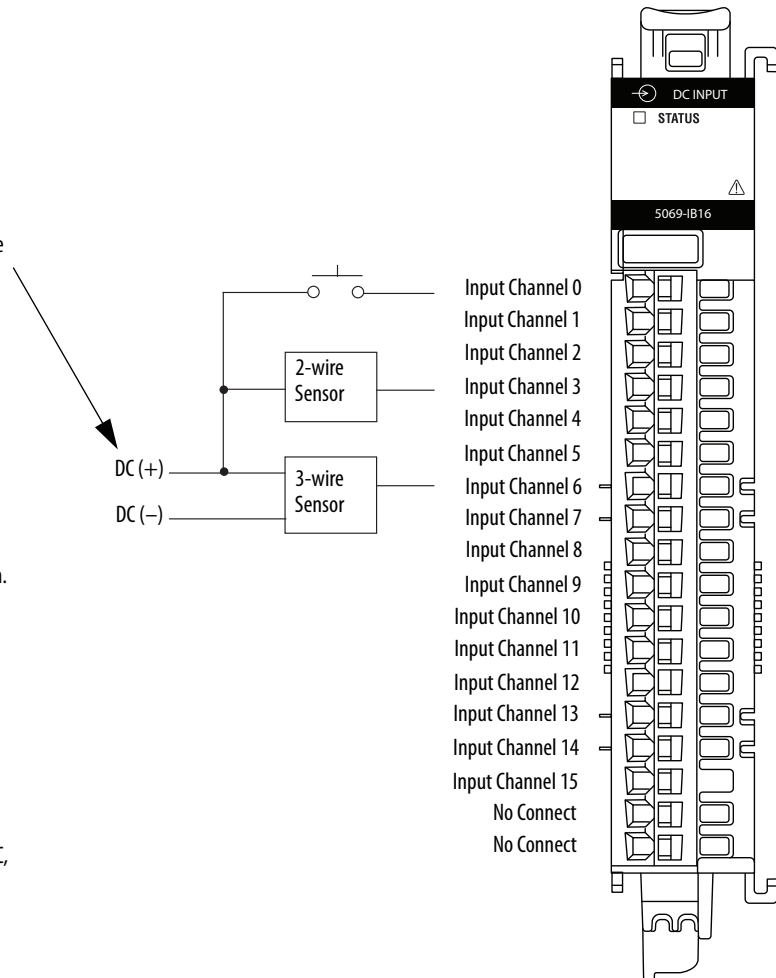 DC INPUT
STATUS
5069-IB16
e
Input Channel 0
Input Channel 1
Input Channel 2
2-wire
Sensor
Input Channel 3
Input Channel 4
Input Channel 5
DC (+)
3-wire
Sensor
Input Channel 6
DC (–)
Input Channel 7
Input Channel 8
Input Channel 9
Input Channel 10
Input Channel 11
Input Channel 12
Input Channel 13
Input Channel 14
Input Channel 15
No Connect
No Connect